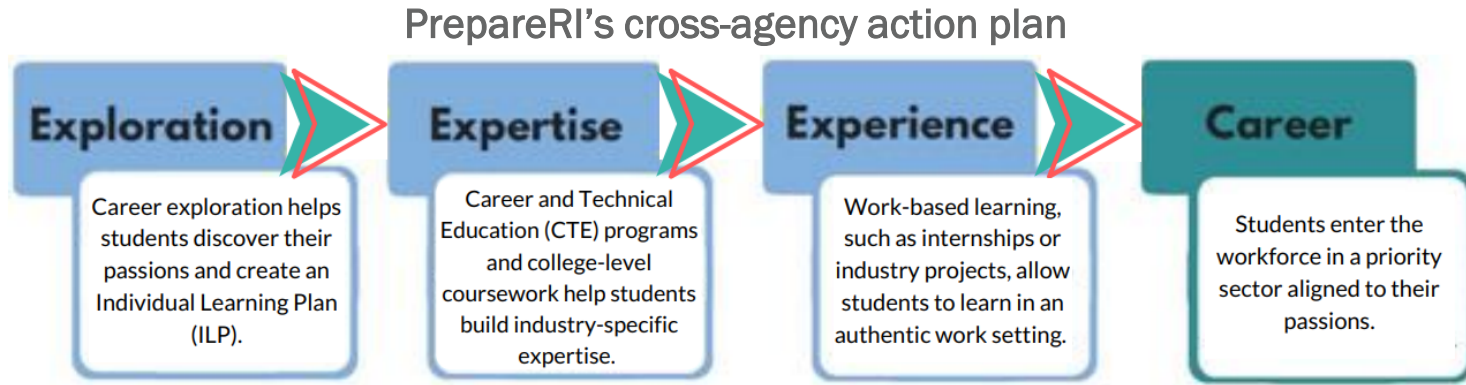 PrepareRI's cross-agency action plan
Exploration
Career exploration helps
students discover their
passions and create an
Individual Learning Plan
(ILP).
Expertise
Career and Technical
Education (CTE) programs
and college-level
coursework help students
build industry-specific
expertise.
Experience
Work-based learning,
such as internships or
industry projects, allow
students to learn in an
authentic work setting.
Career
Students enter the
workforce in a priority
sector aligned to their
passions.